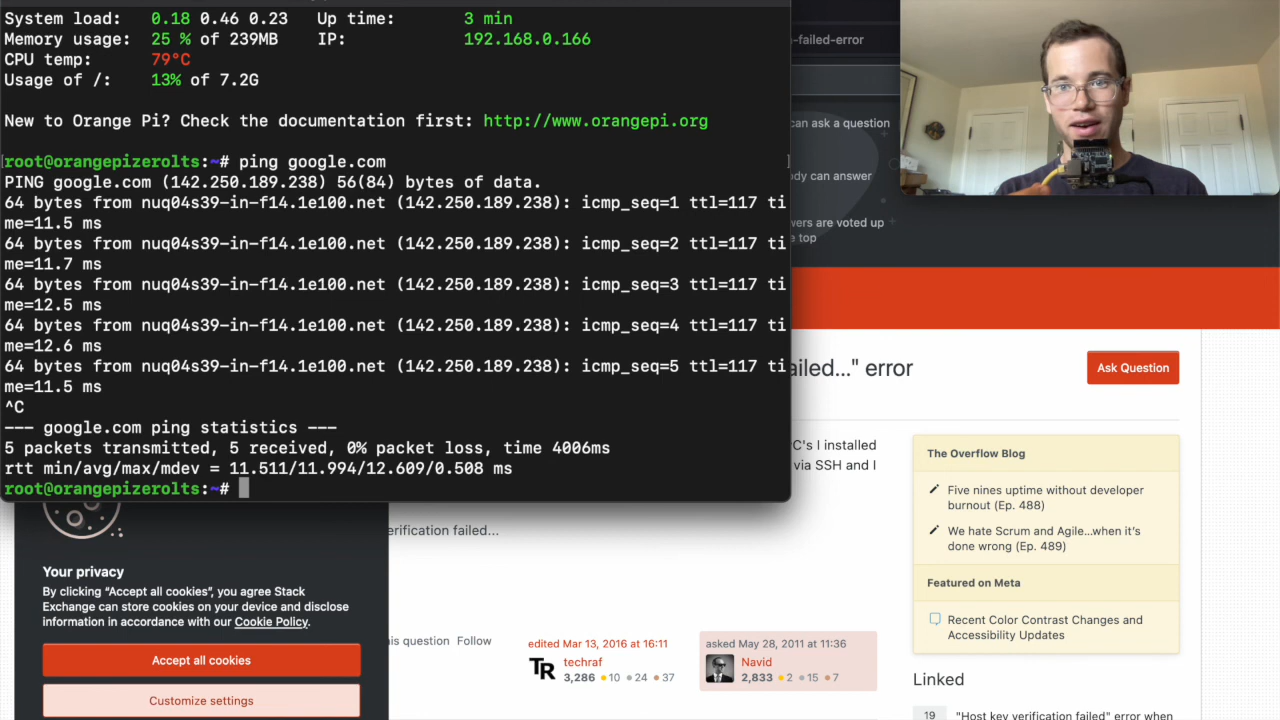 System load: 0.18 0.46 0.23 Up time: 3 min
Memory usage: 25 % of 239MB IP: 192.168.0.166
CPU temp: 79°C
Usage of /: 13% of 7.2G
New to Orange Pi? Check the documentation first: http://www.orangepi.org
root@orangepizerolts:~# ping google.com
PING google.com (142.250.189.238) 56(84) bytes of data.
64 bytes from nuq04s39-in-f14.1e100.net (142.250.189.238): icmp_seq=1 ttl=117 ti
me=11.5 ms
64 bytes from nuq04s39-in-f14.1e100.net (142.250.189.238): icmp_seq=2 ttl=117 ti
me=11.7 ms
64 bytes from nuq04s39-in-f14.1e100.net (142.250.189.238): icmp_seq=3 ttl=117 ti
me=12.5 ms
64 bytes from nuq04s39-in-f14.1e100.net (142.250.189.238): icmp_seq=4 ttl=117 ti
me=12.6 ms
64 bytes from nuq04s39-in-f14.1e100.net (142.250.189.238): icmp_seq=5 ttl=117 ti
me=11.5 ms
^C
--- google.com ping statistics ---
5 packets transmitted, 5 received, 0% packet loss, time 4006ms
rtt min/avg/max/mdev = 11.511/11.994/12.609/0.508 ms
root@orangepizerolts:~#
-failed-error
can ask a question
ody can answer
wers are voted up
e top
ailed..." error
Ask Question
PC's I installed
via SSH and I
erification failed...
The Overflow Blog
Five nines uptime without developer
burnout (Ep. 488)
We hate Scrum and Agile...when it's
done wrong (Ep. 489)
Featured on Meta
Recent Color Contrast Changes and
Accessibility Updates
Linked
19 "Host key verification failed" error when
Your privacy
By clicking "Accept all cookies", you agree Stack
Exchange can store cookies on your device and disclose
information in accordance with our Cookie Policy.
Accept all cookies
Customize settings
his question Follow
edited Mar 13, 2016 at 16:11
TR
techraf
3,286 10 24 37
asked May 28, 2011 at 11:36
Navid
2,833 2 15 7